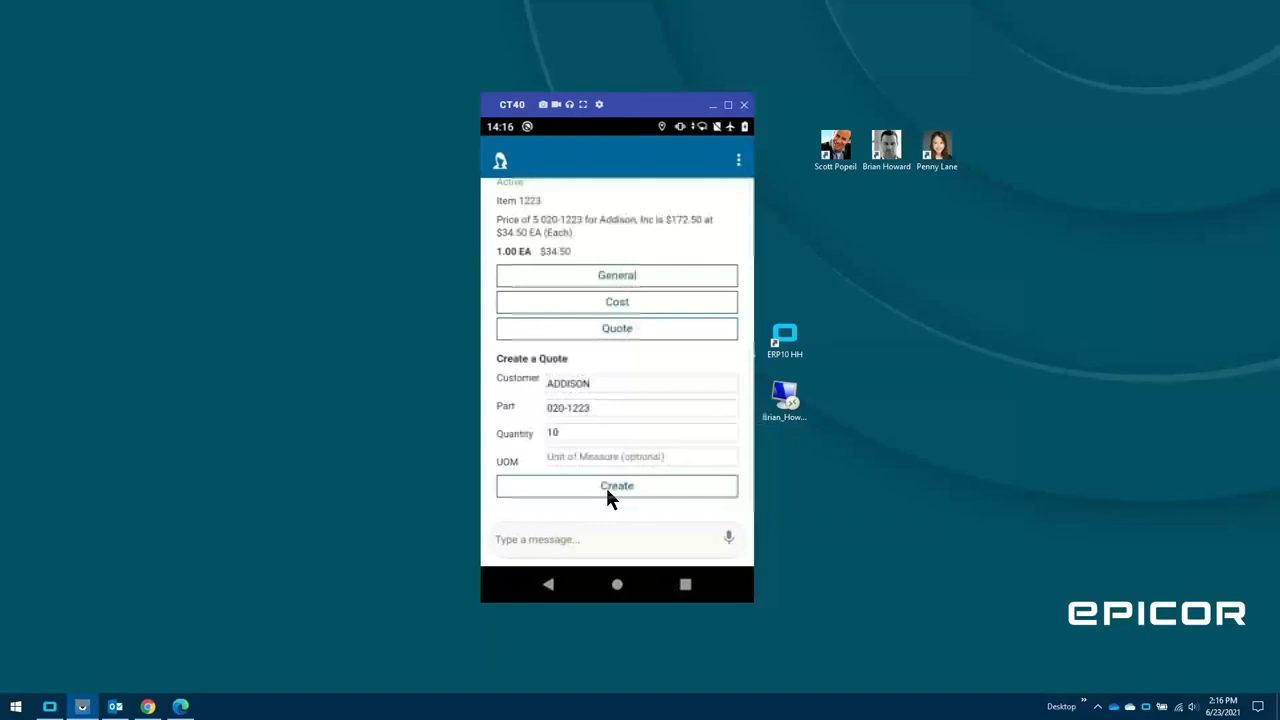 CT40
14:16
Active
Item 1223
Price of 5 020-1223 for Addison, Inc is $172.50 at
$34.50 EA (Each)
1.00 EA $34.50
General
Cost
Quote
Create a Quote
Customer ADDISON
Part 020-1223
Quantity 10
UOM Unit of Measure (optional)
Create
Type a message...
Scott Popeil
Brian Howard
Penny Lane
ERP10 HH
Brian_How...
EPICOR
Desktop
2:16 PM
6/23/2021